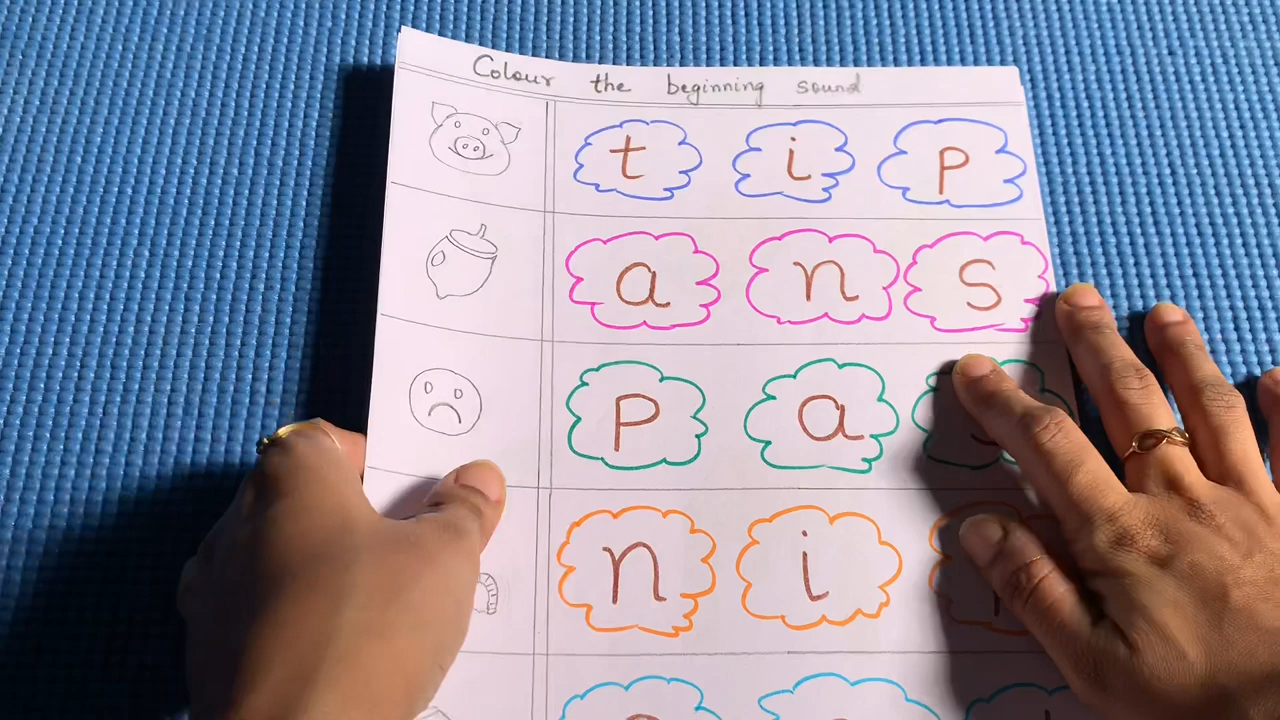 Colour the beginning sound
t i p
a n s
p a
n i